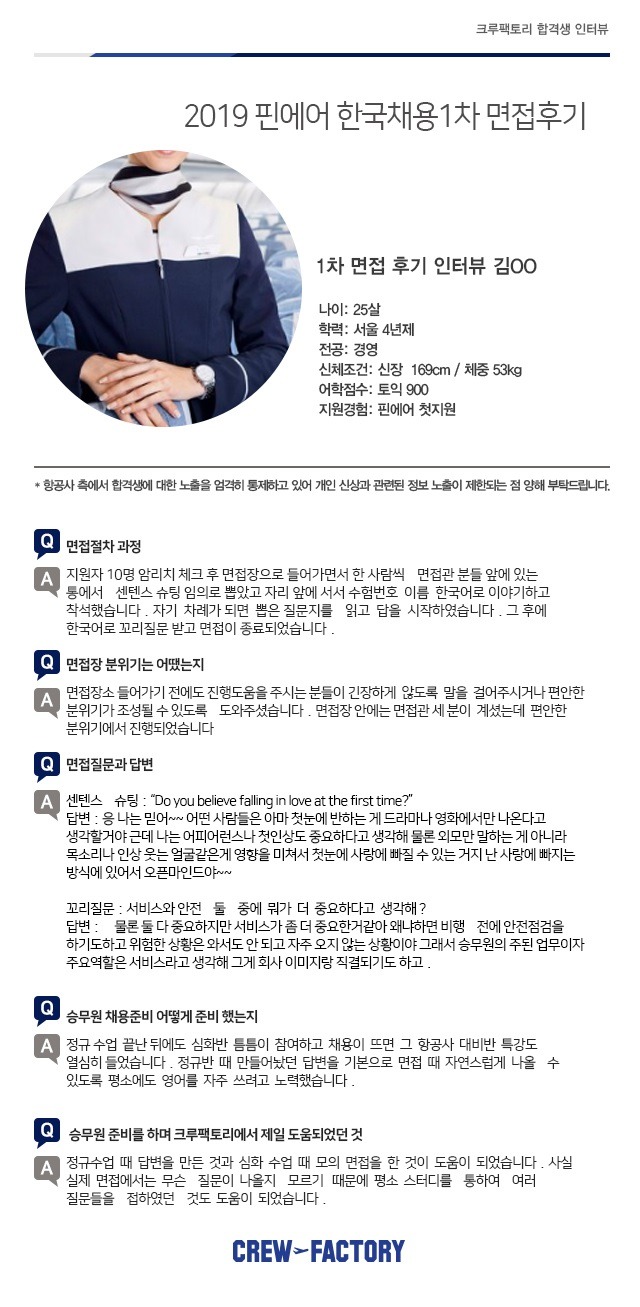 크루팩토리 합격생 인터뷰
2019 핀에어 한국채용1차 면접후기
1차 면접 후기 인터뷰 김OO
나이: 25살
학력: 서울 4년제
전공: 경영
신체조건: 신장 169cm / 체중 53kg
어학점수: 토익 900
지원경험: 핀에어 첫지원
* 항공사 측에서 합격생에 대한 노출을 엄격히 통제하고 있어 개인 신상과 관련된 정보 노출이 제한되는 점 양해 부탁드립니다.
Q 면접절차 과정
A 지원자 10명 암리치 체크 후 면접장으로 들어가면서 한 사람씩 면접관 분들 앞에 있는
통에서 센텐스 슈팅 임의로 뽑았고 자리 앞에 서서 수험번호 이름 한국어로 이야기하고
착석했습니다 . 자기 차례가 되면 뽑은 질문지를 읽고 답을 시작하였습니다 . 그 후에
한국어로 꼬리질문 받고 면접이 종료되었습니다 .
Q 면접장 분위기는 어땠는지
A 면접장소 들어가기 전에도 진행도움을 주시는 분들이 긴장하게 않도록 말을 걸어주시거나 편안한
분위기가 조성될 수 있도록 도와주셨습니다 . 면접장 안에는 면접관 세 분이 계셨는데 편안한
분위기에서 진행되었습니다
Q 면접질문과 답변
A 센텐스 슈팅 : “Do you believe falling in love at the first time?”
답변 : 응 나는 믿어~~ 어떤 사람들은 아마 첫눈에 반하는 게 드라마나 영화에서만 나온다고
생각할거야 근데 나는 어피어런스나 첫인상도 중요하다고 생각해 물론 외모만 말하는 게 아니라
목소리나 인상 웃는 얼굴같은게 영향을 미쳐서 첫눈에 사랑에 빠질 수 있는 거지 난 사랑에 빠지는
방식에 있어서 오픈마인드야~~
꼬리질문 : 서비스와 안전 둘 중에 뭐가 더 중요하다고 생각해 ?
답변 : 물론 둘 다 중요하지만 서비스가 좀 더 중요한거같아 왜냐하면 비행 전에 안전점검을
하기도하고 위험한 상황은 와서도 안 되고 자주 오지 않는 상황이야 그래서 승무원의 주된 업무이자
주요역할은 서비스라고 생각해 그게 회사 이미지랑 직결되기도 하고 .
Q 승무원 채용준비 어떻게 준비 했는지
A 정규 수업 끝난 뒤에도 심화반 틈틈이 참여하고 채용이 뜨면 그 항공사 대비반 특강도
열심히 들었습니다 . 정규반 때 만들어놨던 답변을 기본으로 면접 때 자연스럽게 나올 수
있도록 평소에도 영어를 자주 쓰려고 노력했습니다 .
Q 승무원 준비를 하며 크루팩토리에서 제일 도움되었던 것
A 정규수업 때 답변을 만든 것과 심화 수업 때 모의 면접을 한 것이 도움이 되었습니다 . 사실
실제 면접에서는 무슨 질문이 나올지 모르기 때문에 평소 스터디를 통하여 여러
질문들을 접하였던 것도 도움이 되었습니다 .
CREW FACTORY